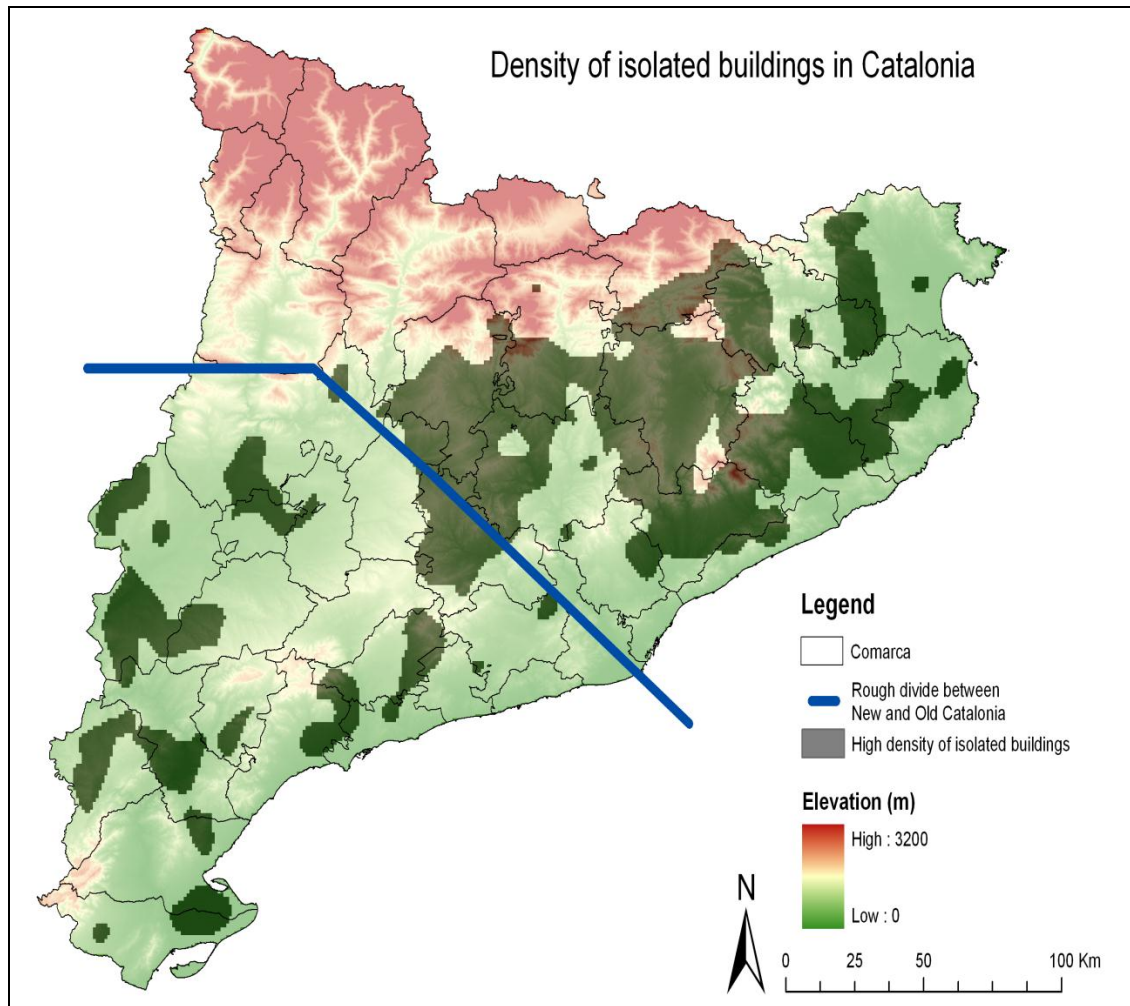 Density of isolated buildings in Catalonia
Legend
Comarca
Rough divide between
New and Old Catalonia
High density of isolated buildings
Elevation (m)
High : 3200
Low : 0
N
0 25 50 100 Km